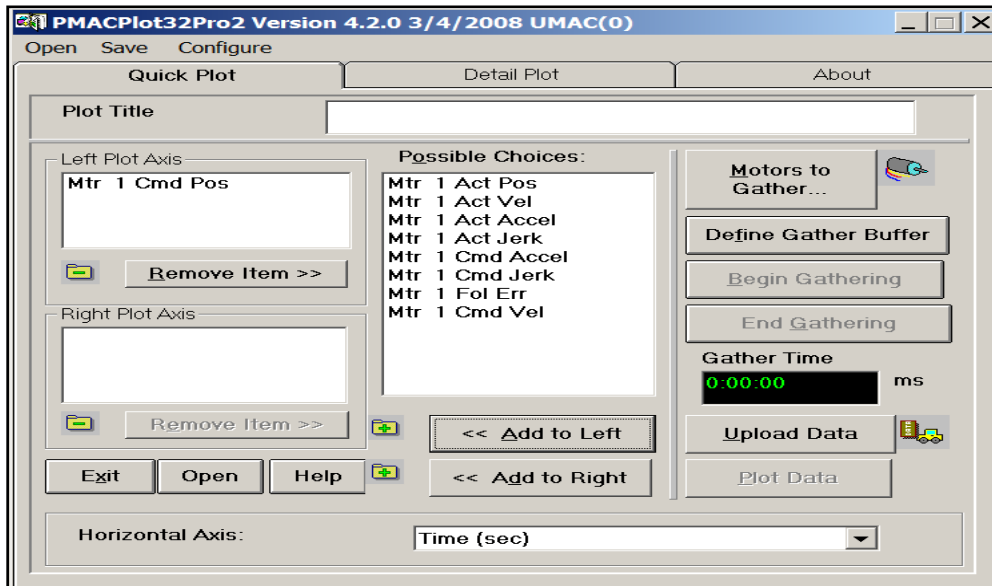 PMACPlot32Pro2 Version 4.2.0 3/4/2008 UMAC(0)
Open Save Configure
Quick Plot Detail Plot About
Plot Title
Left Plot Axis
Mtr 1 Cmd Pos
Remove Item >>
Right Plot Axis
Remove Item >>
Exit Open Help
Possible Choices:
Mtr 1 Act Pos
Mtr 1 Act Vel
Mtr 1 Act Accel
Mtr 1 Act Jerk
Mtr 1 Cmd Accel
Mtr 1 Cmd Jerk
Mtr 1 Fol Err
Mtr 1 Cmd Vel
<< Add to Left
<< Add to Right
Motors to
Gather...
Define Gather Buffer
Begin Gathering
End Gathering
Gather Time
0:00:00 ms
Upload Data
Plot Data
Horizontal Axis: Time (sec)